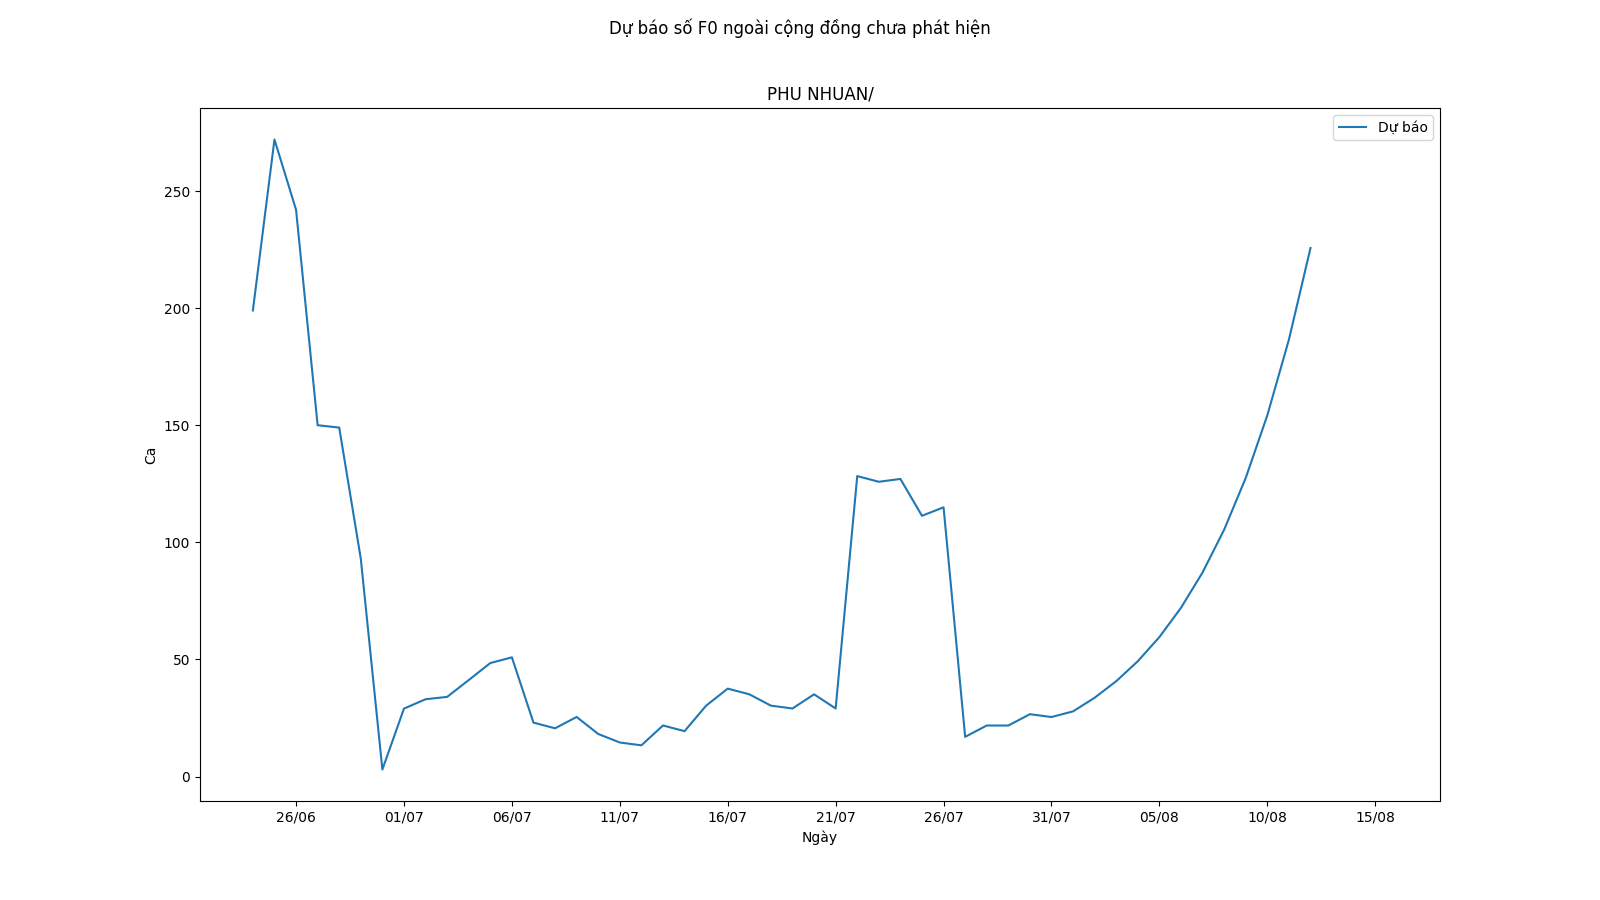 Dự báo số F0 ngoài cộng đồng chưa phát hiện
PHU NHUAN/
Dự báo
250
200
150
100
50
0
Ca
26/06 01/07 06/07 11/07 16/07 21/07 26/07 31/07 05/08 10/08 15/08
Ngày